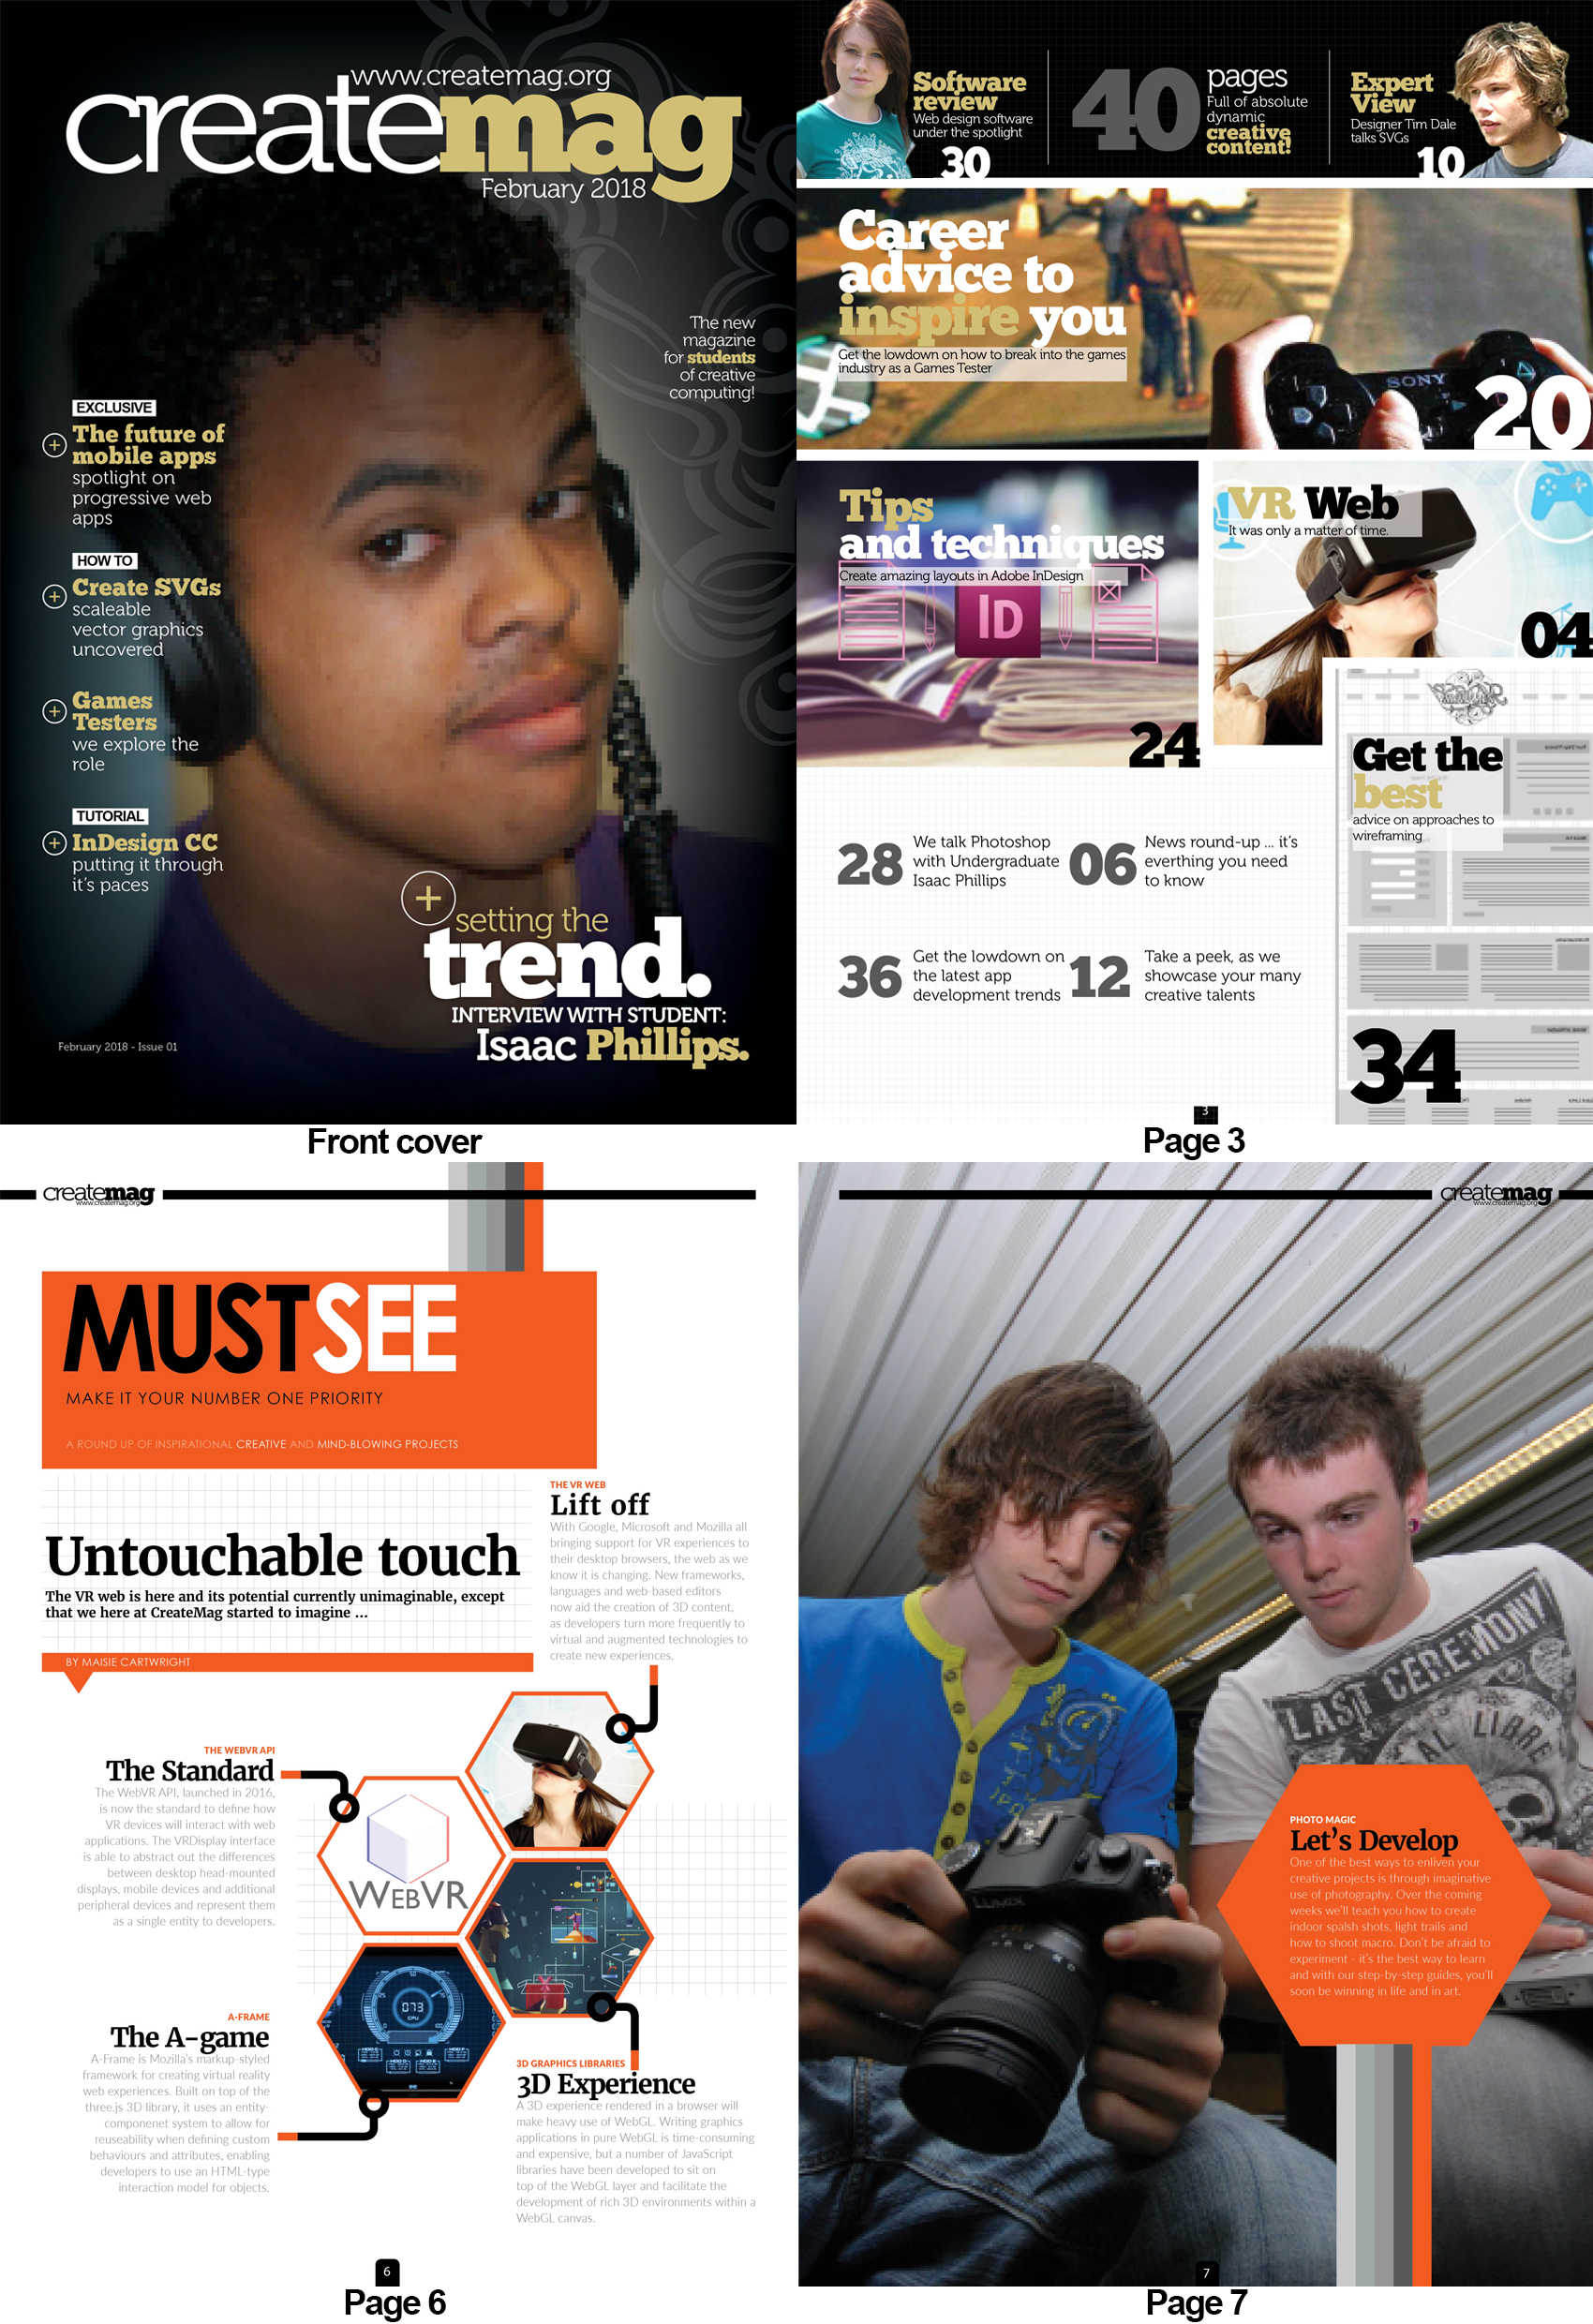 www.createmag.org
createmag
February 2018
The new
magazine
for students
of creative
computing!
EXCLUSIVE
The future of
mobile apps
spotlight on
progressive web
apps
HOW TO
Create SVGs
scaleable
vector graphics
uncovered
Games
Testers
we explore the
role
TUTORIAL
InDesign CC
putting it through
it's paces
setting the
trend.
INTERVIEW WITH STUDENT:
Isaac Phillips.
February 2018 - Issue 01
Front cover
Software
review
Web design software
under the spotlight
30
40
pages
Full of absolute
dynamic
creative
content!
Expert
View
Designer Tim Dale
talks SVGs
10
Career
advice to
inspire you
Get the lowdown on how to break into the games
industry as a Games Tester
SONY
20
Tips
and techniques
Create amazing layouts in Adobe InDesign
ID
24
VR Web
It was only a matter of time.
04
Get the
best
advice on approaches to
wireframing
34
28
We talk Photoshop
with Undergraduate
Isaac Phillips
06
News round-up ... it's
everthing you need
to know
36
Get the lowdown on
the latest app
development trends
12
Take a peek, as we
showcase your many
creative talents
3
Page 3
createmag
www.createmag.org
MUSTSEE
MAKE IT YOUR NUMBER ONE PRIORITY
A ROUND UP OF INSPIRATIONAL CREATIVE AND MIND-BLOWING PROJECTS
Untouchable touch
The VR web is here and its potential currently unimaginable, except
that we here at CreateMag started to imagine ...
BY MAISIE CARTWRIGHT
THE VR WEB
Lift off
With Google, Microsoft and Mozilla all
bringing support for VR experiences to
their desktop browsers, the web as we
know it is changing. New frameworks,
languages and web-based editors
now aid the creation of 3D content,
as developers turn more frequently to
virtual and augmented technologies to
create new experiences.
THE WEBVR API
The Standard
The WebVR API, launched in 2016,
is now the standard to define how
VR devices will interact with web
applications. The VRDisplay interface
is able to abstract out the differences
between desktop head-mounted
displays, mobile devices and additional
peripheral devices and represent them
as a single entity to developers.
WEBVR
073
CPU
A-FRAME
The A-game
A-Frame is Mozilla's markup-styled
framework for creating virtual reality
web experiences. Built on top of the
three.js 3D library, it uses an entity-
componenet system to allow for
reuseability when defining custom
behaviours and attributes, enabling
developers to use an HTML-type
interaction model for objects.
3D GRAPHICS LIBRARIES
3D Experience
A 3D experience rendered in a browser will
make heavy use of WebGL. Writing graphics
applications in pure WebGL is time-consuming
and expensive, but a number of JavaScript
libraries have been developed to sit on
top of the WebGL layer and facilitate the
development of rich 3D environments within a
WebGL canvas.
6
Page 6
createmag
www.createmag.org
LAST CEREMONY
LIBRE
LUMIX
PHOTO MAGIC
Let's Develop
One of the best ways to enliven your
creative projects is through imaginative
use of photography. Over the coming
weeks we'll teach you how to create
indoor spalsh shots, light trails and
how to shoot macro. Don't be afraid to
experiment - it's the best way to learn
and with our step-by-step guides, you'll
soon be winning in life and in art.
7
Page 7